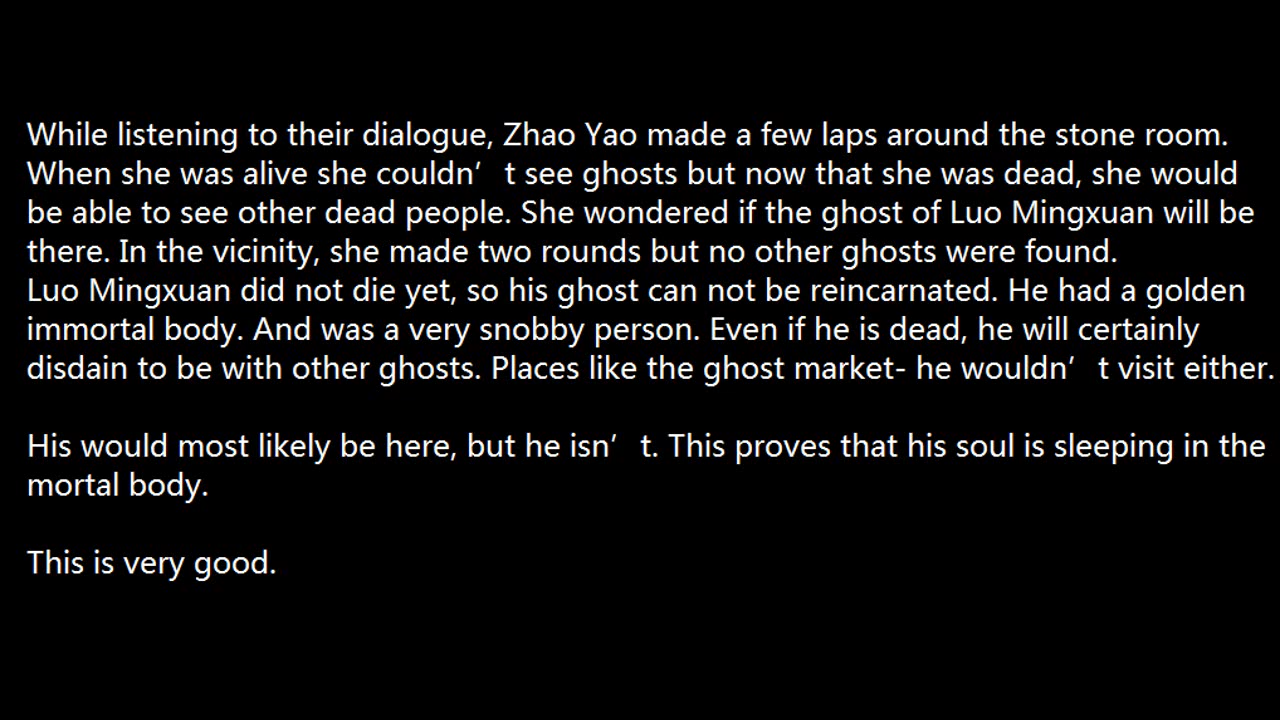 While listening to their dialogue, Zhao Yao made a few laps around the stone room.
When she was alive she couldn’t see ghosts but now that she was dead, she would
be able to see other dead people. She wondered if the ghost of Luo Mingxuan will be
there. In the vicinity, she made two rounds but no other ghosts were found.
Luo Mingxuan did not die yet, so his ghost can not be reincarnated. He had a golden
immortal body. And was a very snobby person. Even if he is dead, he will certainly
disdain to be with other ghosts. Places like the ghost market- he wouldn’t visit either.
His would most likely be here, but he isn’t. This proves that his soul is sleeping in the
mortal body.
This is very good.